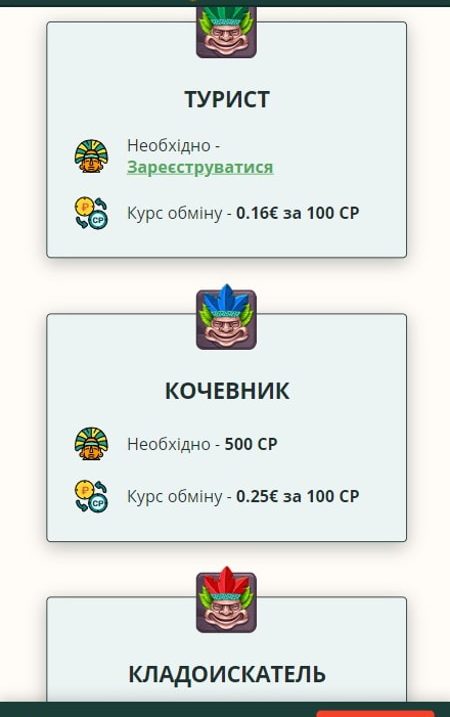 ТУРИСТ
Необхідно -
Зареєструватися
Курс обміну - 0.16€ за 100 CP
КОЧЕВНИК
Необхідно - 500 CP
Курс обміну - 0.25€ за 100 CP
КЛАДОИСКАТЕЛЬ